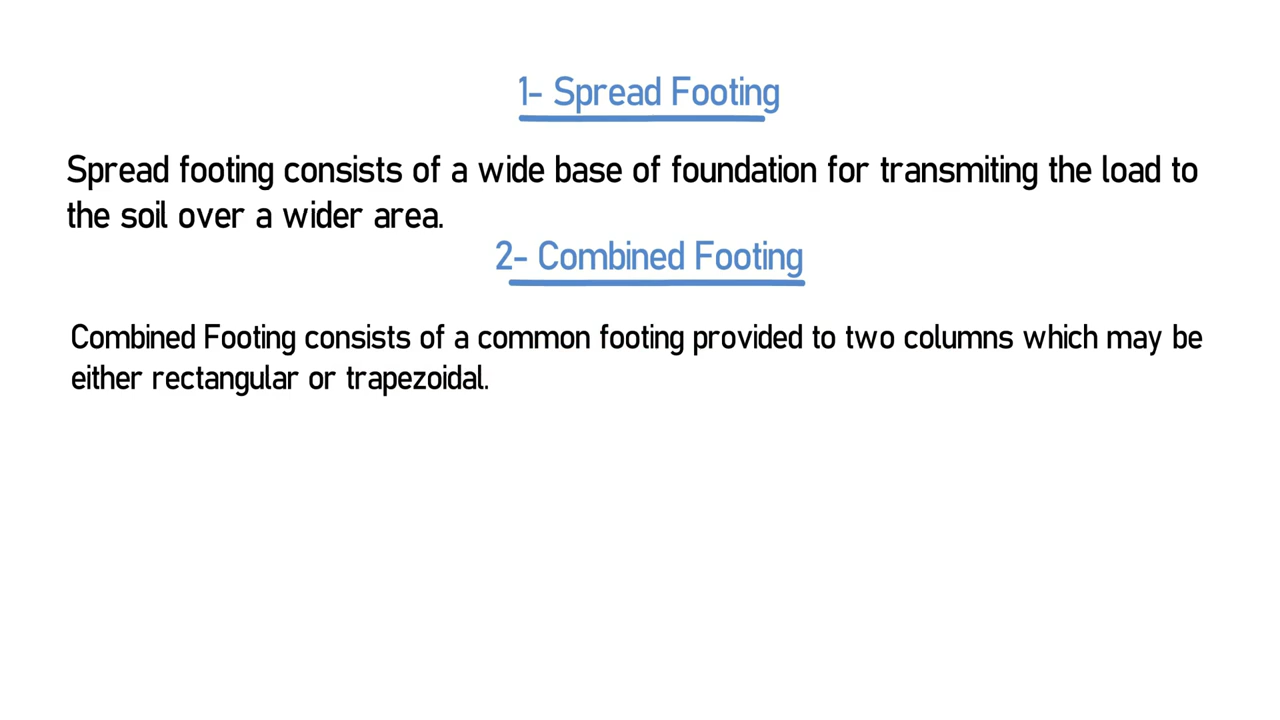 1- Spread Footing
Spread footing consists of a wide base of foundation for transmiting the load to
the soil over a wider area.
2- Combined Footing
Combined Footing consists of a common footing provided to two columns which may be
either rectangular or trapezoidal.